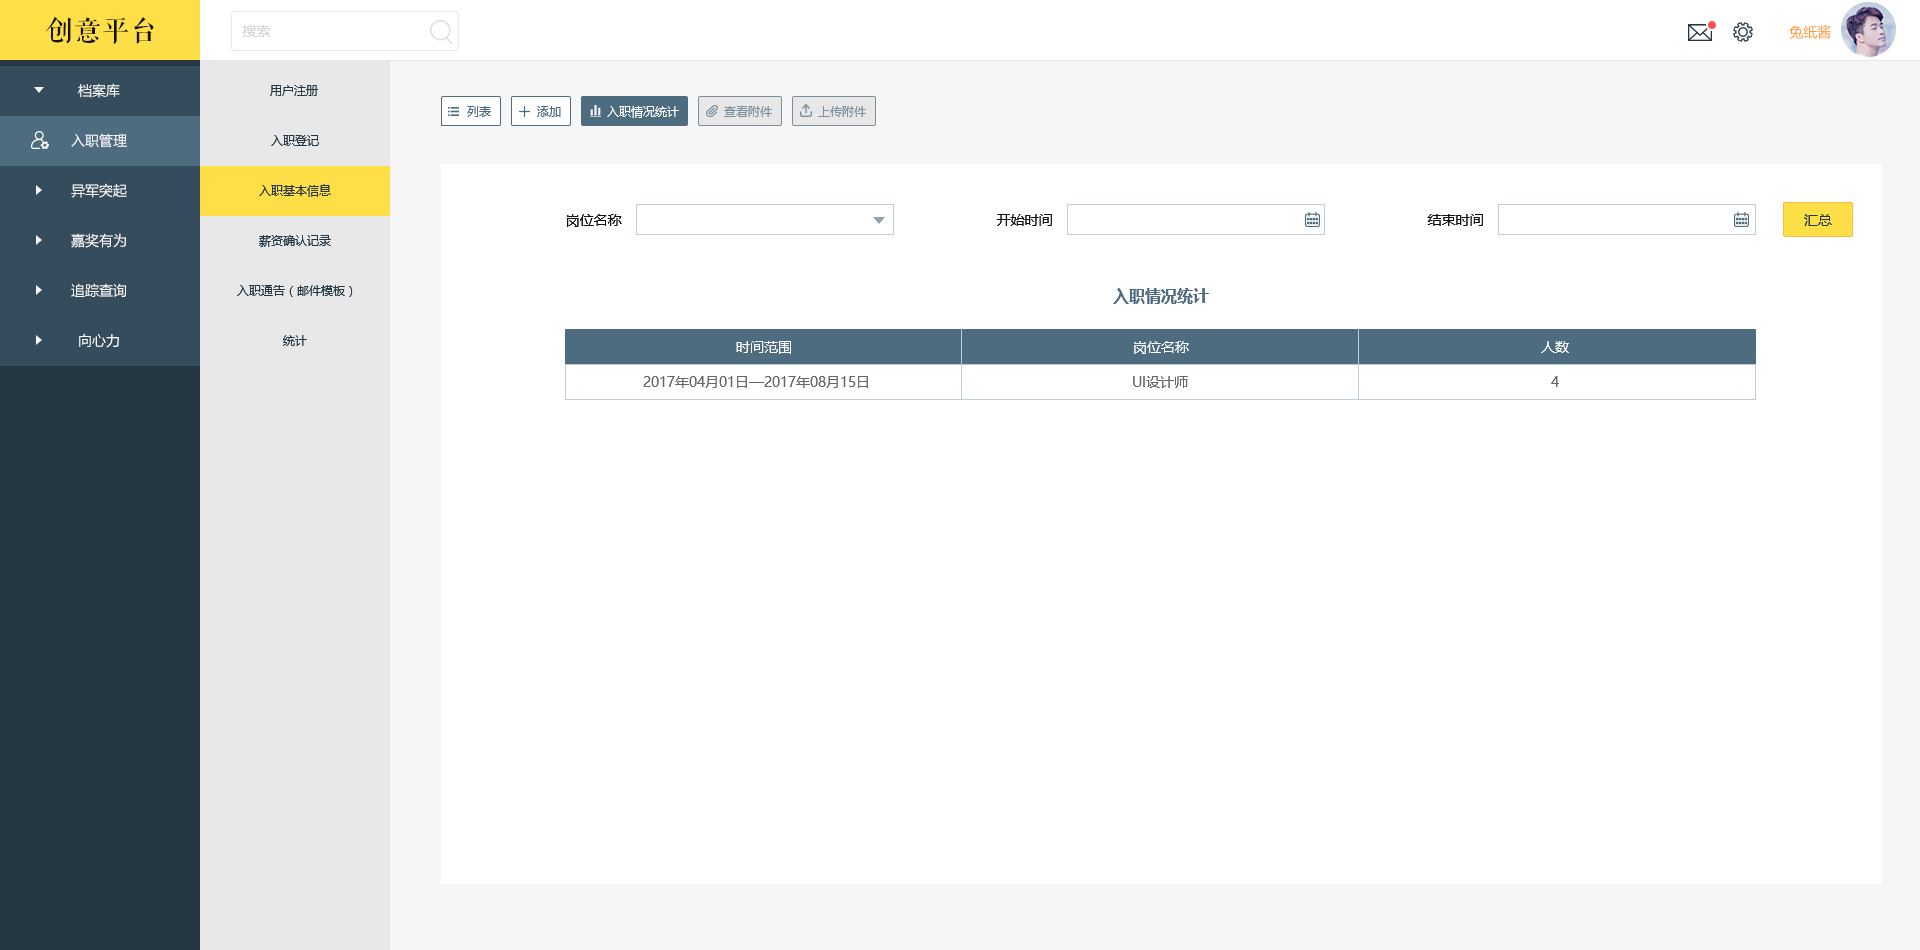 创意平台
搜索
兔纸酱
档案库
入职管理
异军突起
嘉奖有为
追踪查询
向心力
用户注册
入职登记
入职基本信息
薪资确认记录
入职通告（邮件模板）
统计
列表 添加 入职情况统计 查看附件 上传附件
岗位名称 开始时间 结束时间 汇总
入职情况统计
时间范围 岗位名称 人数
2017年04月01日—2017年08月15日 UI设计师 4